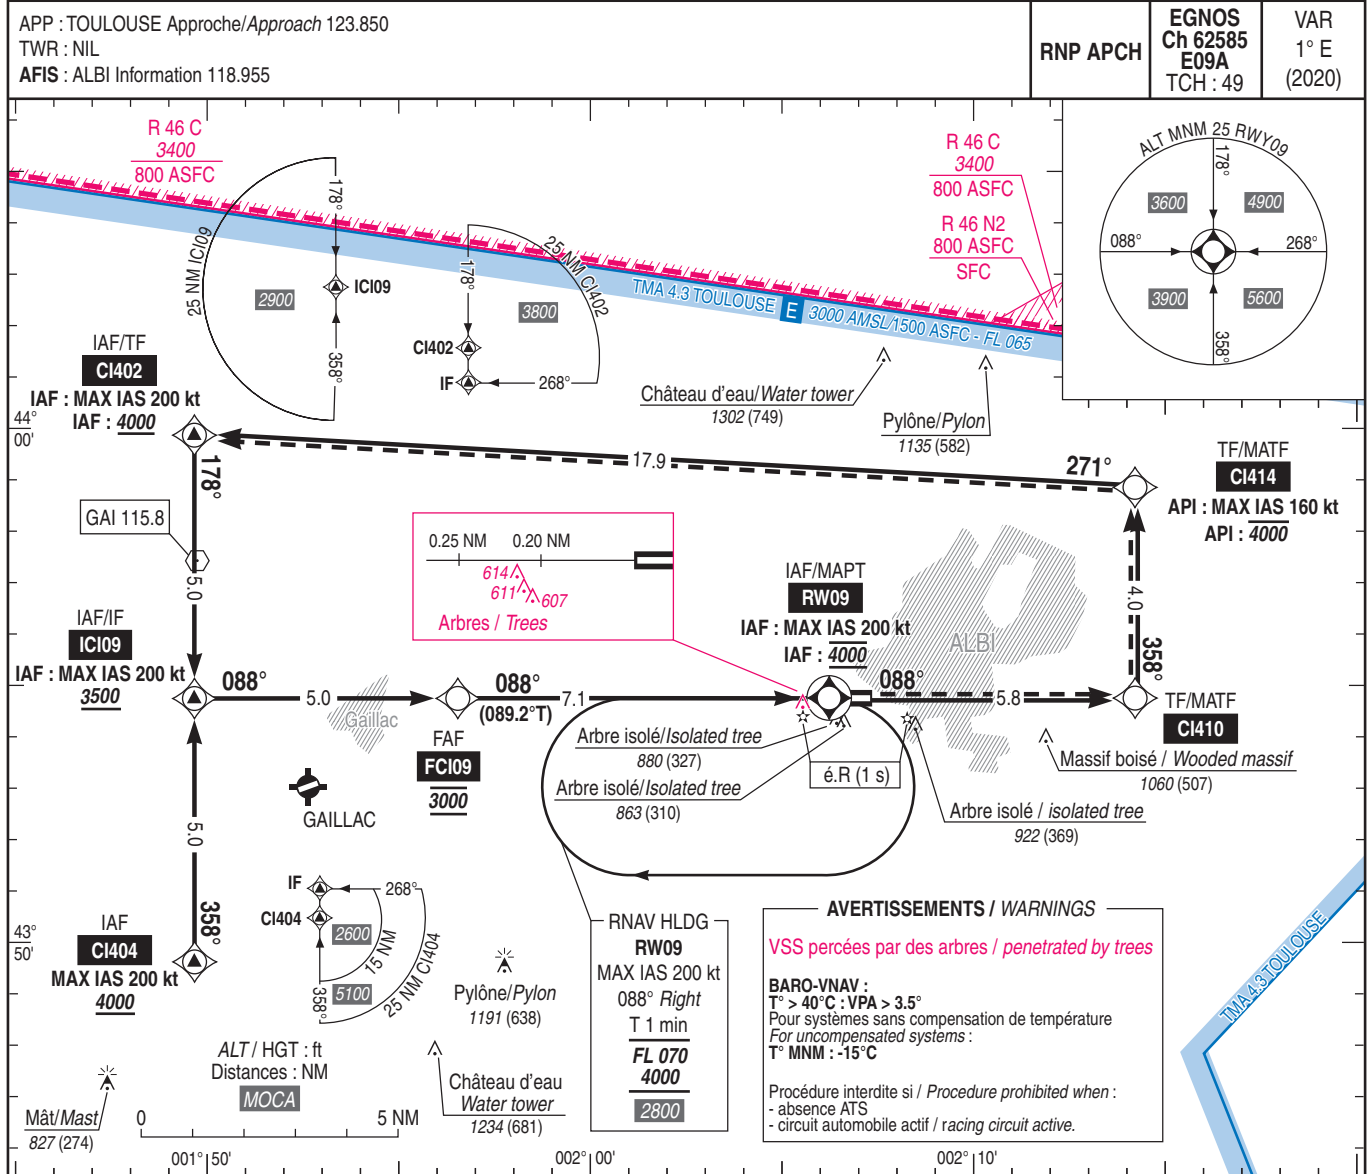 APP : TOULOUSE Approche/Approach 123.850
TWR : NIL
AFIS : ALBI Information 118.955
RNP APCH
EGNOS
Ch 62585
E09A
TCH : 49
VAR
1° E
(2020)
R 46 C
3400
800 ASFC
R 46 C
3400
800 ASFC
R 46 N2
800 ASFC
SFC
ALT MNM 25 RWY09
178°
3600
4900
088°
268°
3900
5600
358°
25 NM ICI09
178°
2900
ICI09
358°
25 NM CI402
178°
3800
CI402
IF
268°
TMA 4.3 TOULOUSE E 3000 AMSL/1500 ASFC - FL 065
IAF/TF
CI402
IAF : MAX IAS 200 kt
IAF : 4000
44°
00'
Château d'eau/Water tower
1302 (749)
Pylône/Pylon
1135 (582)
17.9
271°
TF/MATF
CI414
API : MAX IAS 160 kt
API : 4000
178°
GAI 115.8
5.0
0.25 NM
0.20 NM
614
611
607
Arbres / Trees
IAF/MAPT
RW09
IAF : MAX IAS 200 kt
IAF : 4000
ALBI
4.0
358°
IAF/IF
ICI09
IAF : MAX IAS 200 kt
3500
088°
5.0
Gaillac
088°
(089.2°T)
7.1
088°
5.8
TF/MATF
CI410
FAF
FCI09
3000
Arbre isolé/Isolated tree
880 (327)
Arbre isolé/Isolated tree
863 (310)
é.R (1 s)
Massif boisé / Wooded massif
1060 (507)
Arbre isolé / isolated tree
922 (369)
GAILLAC
5.0
358°
IAF
CI404
MAX IAS 200 kt
4000
43°
50'
IF
268°
CI404
2600
15 NM
5100
25 NM CI404
358°
Pylône/Pylon
1191 (638)
RNAV HLDG
RW09
MAX IAS 200 kt
088° Right
T 1 min
FL 070
4000
2800
AVERTISSEMENTS / WARNINGS
VSS percées par des arbres / penetrated by trees
BARO-VNAV :
T° > 40°C : VPA > 3.5°
Pour systèmes sans compensation de température
For uncompensated systems :
T° MNM : -15°C
Procédure interdite si / Procedure prohibited when :
- absence ATS
- circuit automobile actif / racing circuit active.
TMA 4.3 TOULOUSE
ALT / HGT : ft
Distances : NM
MOCA
0
5 NM
Mât/Mast
827 (274)
Château d'eau
Water tower
1234 (681)
001° 50'
002° 00'
002° 10'